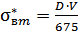 σ*вт = D·V / 675